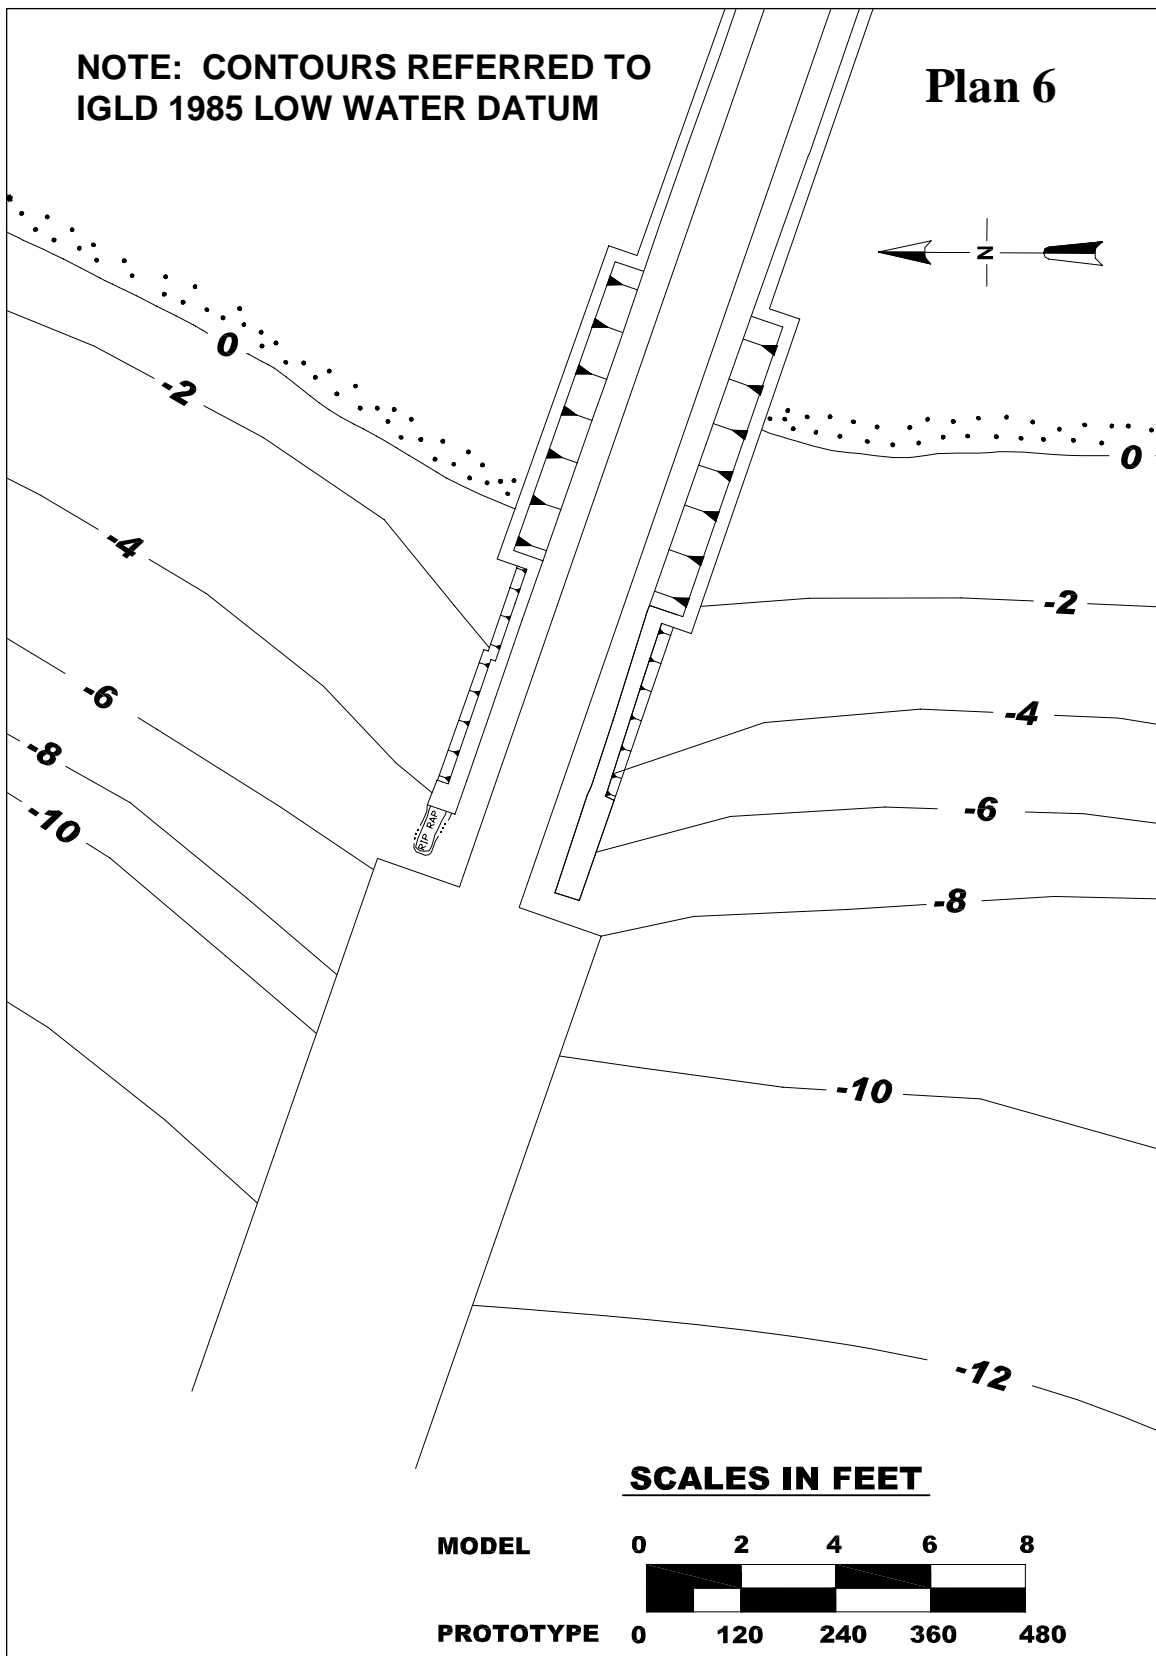 NOTE: CONTOURS REFERRED TO
IGLD 1985 LOW WATER DATUM
Plan 6
N
0
-2
-4
-6
-8
-10
RIP RAP
0
-2
-4
-6
-8
-10
-12
SCALES IN FEET
MODEL 0 2 4 6 8
PROTOTYPE 0 120 240 360 480